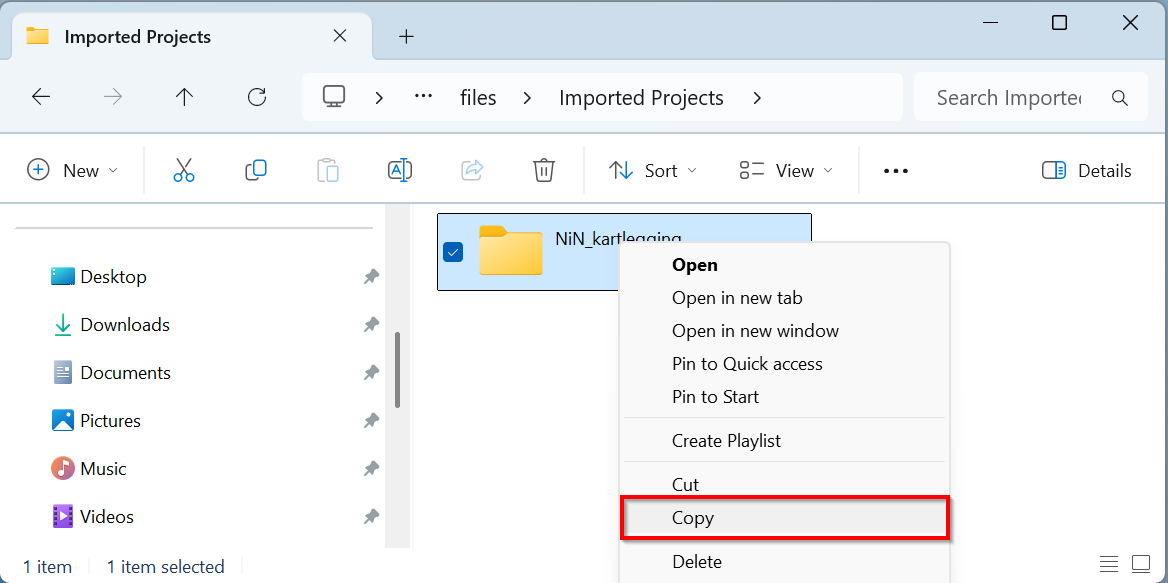 Imported Projects
files
Imported Projects
Search Importe
New
Sort
View
Details
Desktop
Downloads
Documents
Pictures
Music
Videos
NiN_kartlegging
Open
Open in new tab
Open in new window
Pin to Quick access
Pin to Start
Create Playlist
Cut
Copy
Delete
1 item
1 item selected